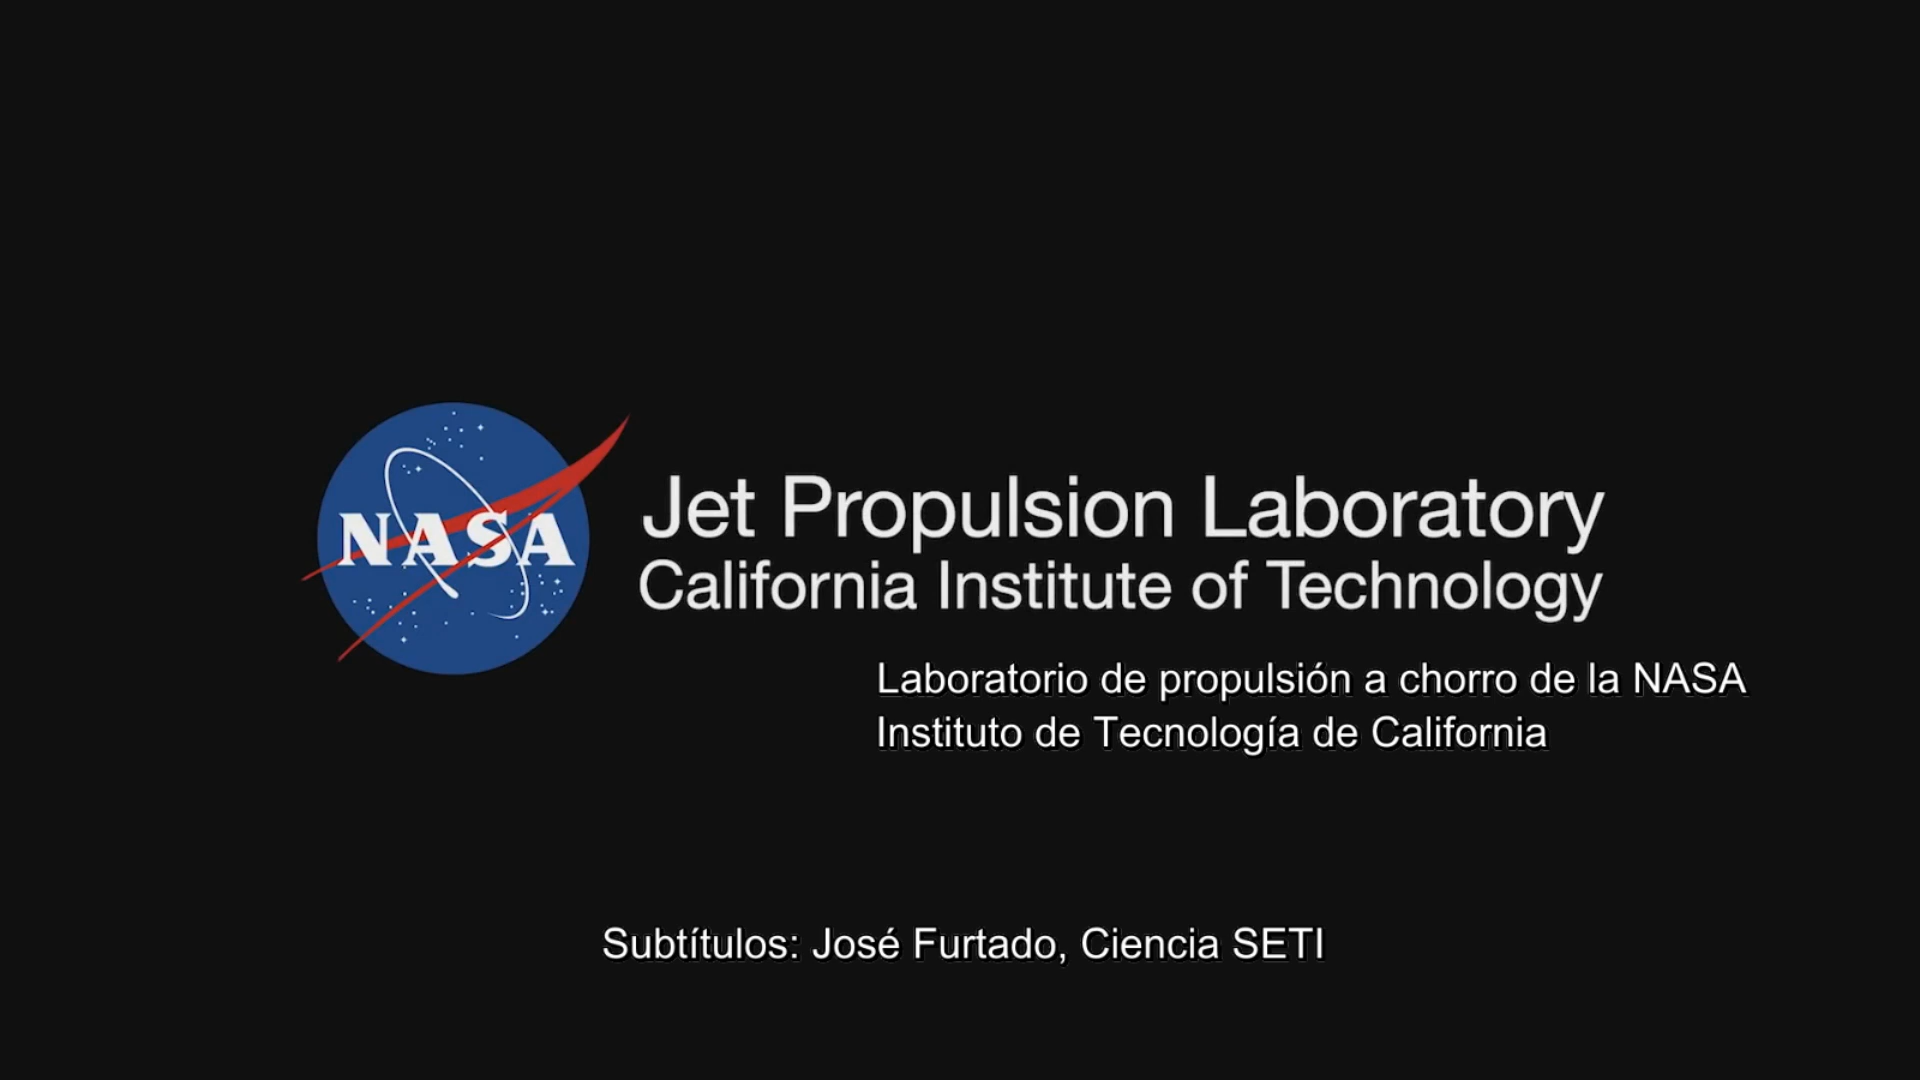 NASA
Jet Propulsion Laboratory
California Institute of Technology
Laboratorio de propulsión a chorro de la NASA
Instituto de Tecnología de California
Subtítulos: José Furtado, Ciencia SETI